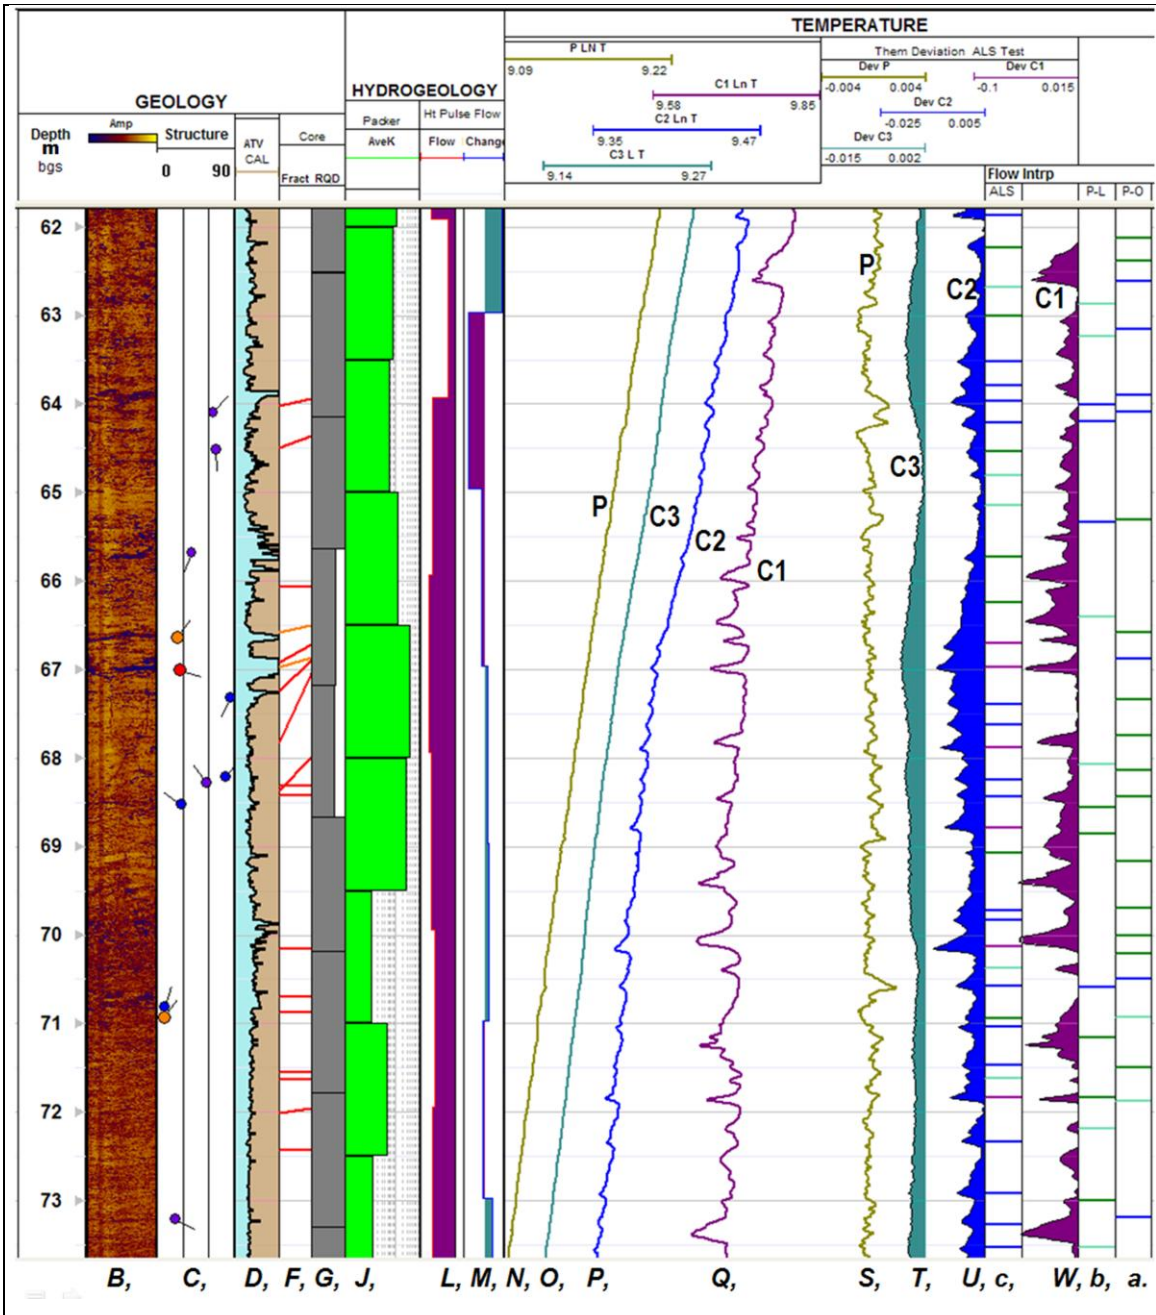 TEMPERATURE
P LN T
9.09 9.22
Them Deviation ALS Test
Dev P Dev C1
-0.004 0.004 -0.1 0.015
C1 Ln T
9.58 9.85
Dev C2
-0.025 0.005
C2 Ln T
9.35 9.47
Dev C3
-0.015 0.002
C3 L T
9.14 9.27
GEOLOGY
HYDROGEOLOGY
Depth
m
bgs
Amp
Structure
0 90
ATV
CAL
Core
Fract RQD
Packer
AveK
Ht Pulse Flow
Flow Chang
Flow Intrp
ALS P-L P-O
62
63
64
65
66
67
68
69
70
71
72
73
P
C2
C1
C3
P
C3
C2
C1
B, C, D, F, G, J, L, M, N, O, P, Q, S, T, U, c, W, b, a.